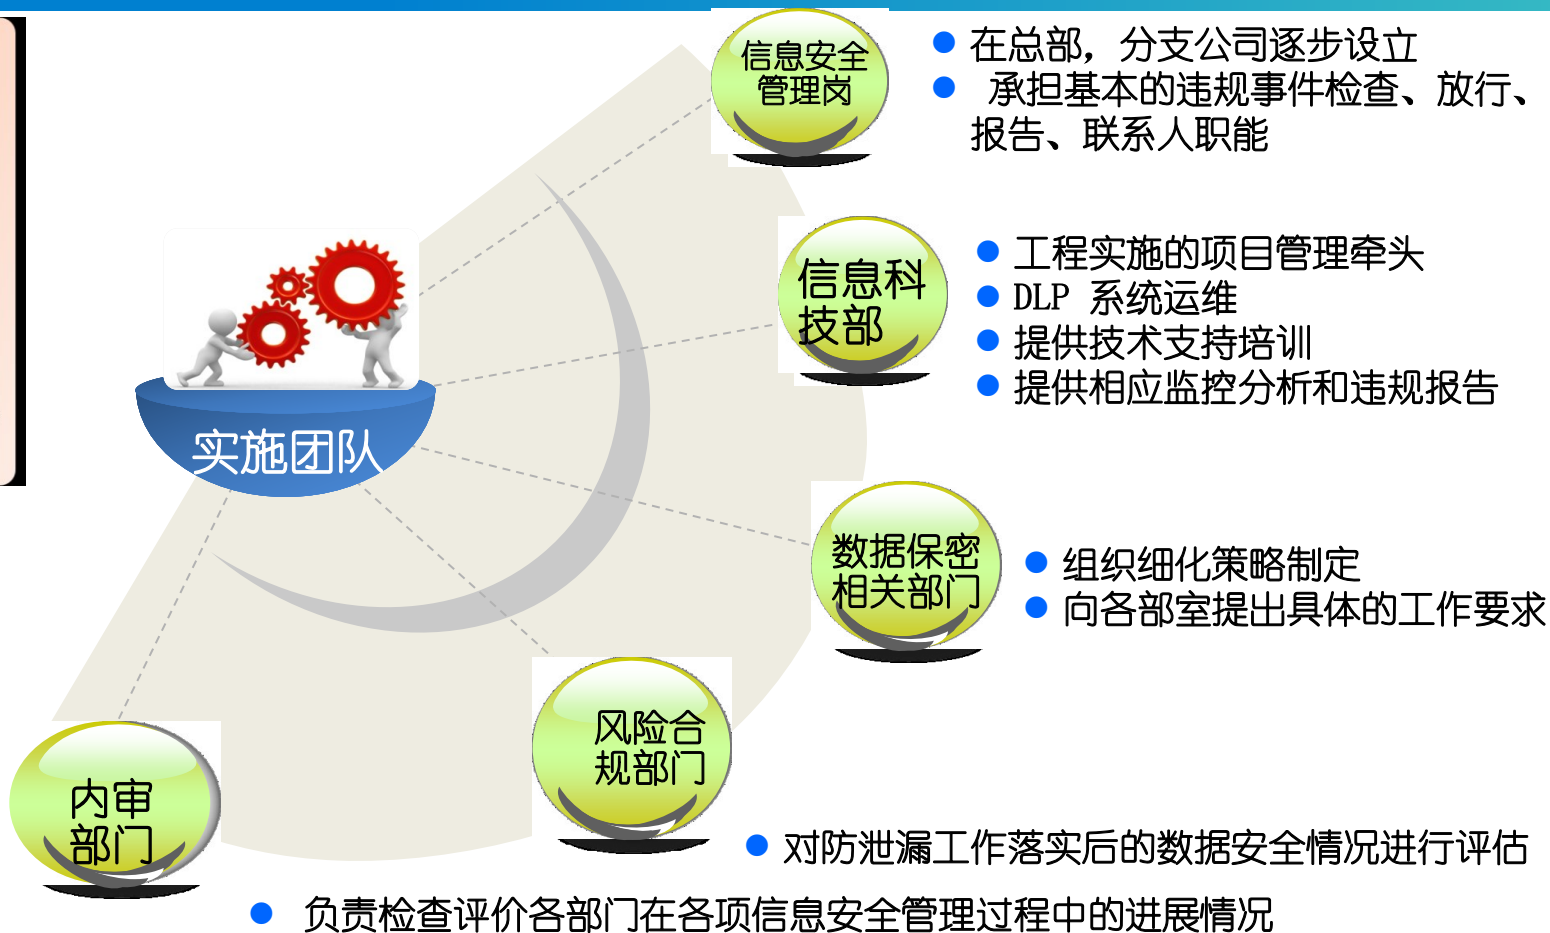 信息安全
管理岗
在总部，分支公司逐步设立
承担基本的违规事件检查、放行、
报告、联系人职能
信息科
技部
工程实施的项目管理牵头
DLP 系统运维
提供技术支持培训
提供相应监控分析和违规报告
实施团队
数据保密
相关部门
组织细化策略制定
向各部室提出具体的工作要求
风险合
规部门
对防泄漏工作落实后的数据安全情况进行评估
内审
部门
负责检查评价各部门在各项信息安全管理过程中的进展情况